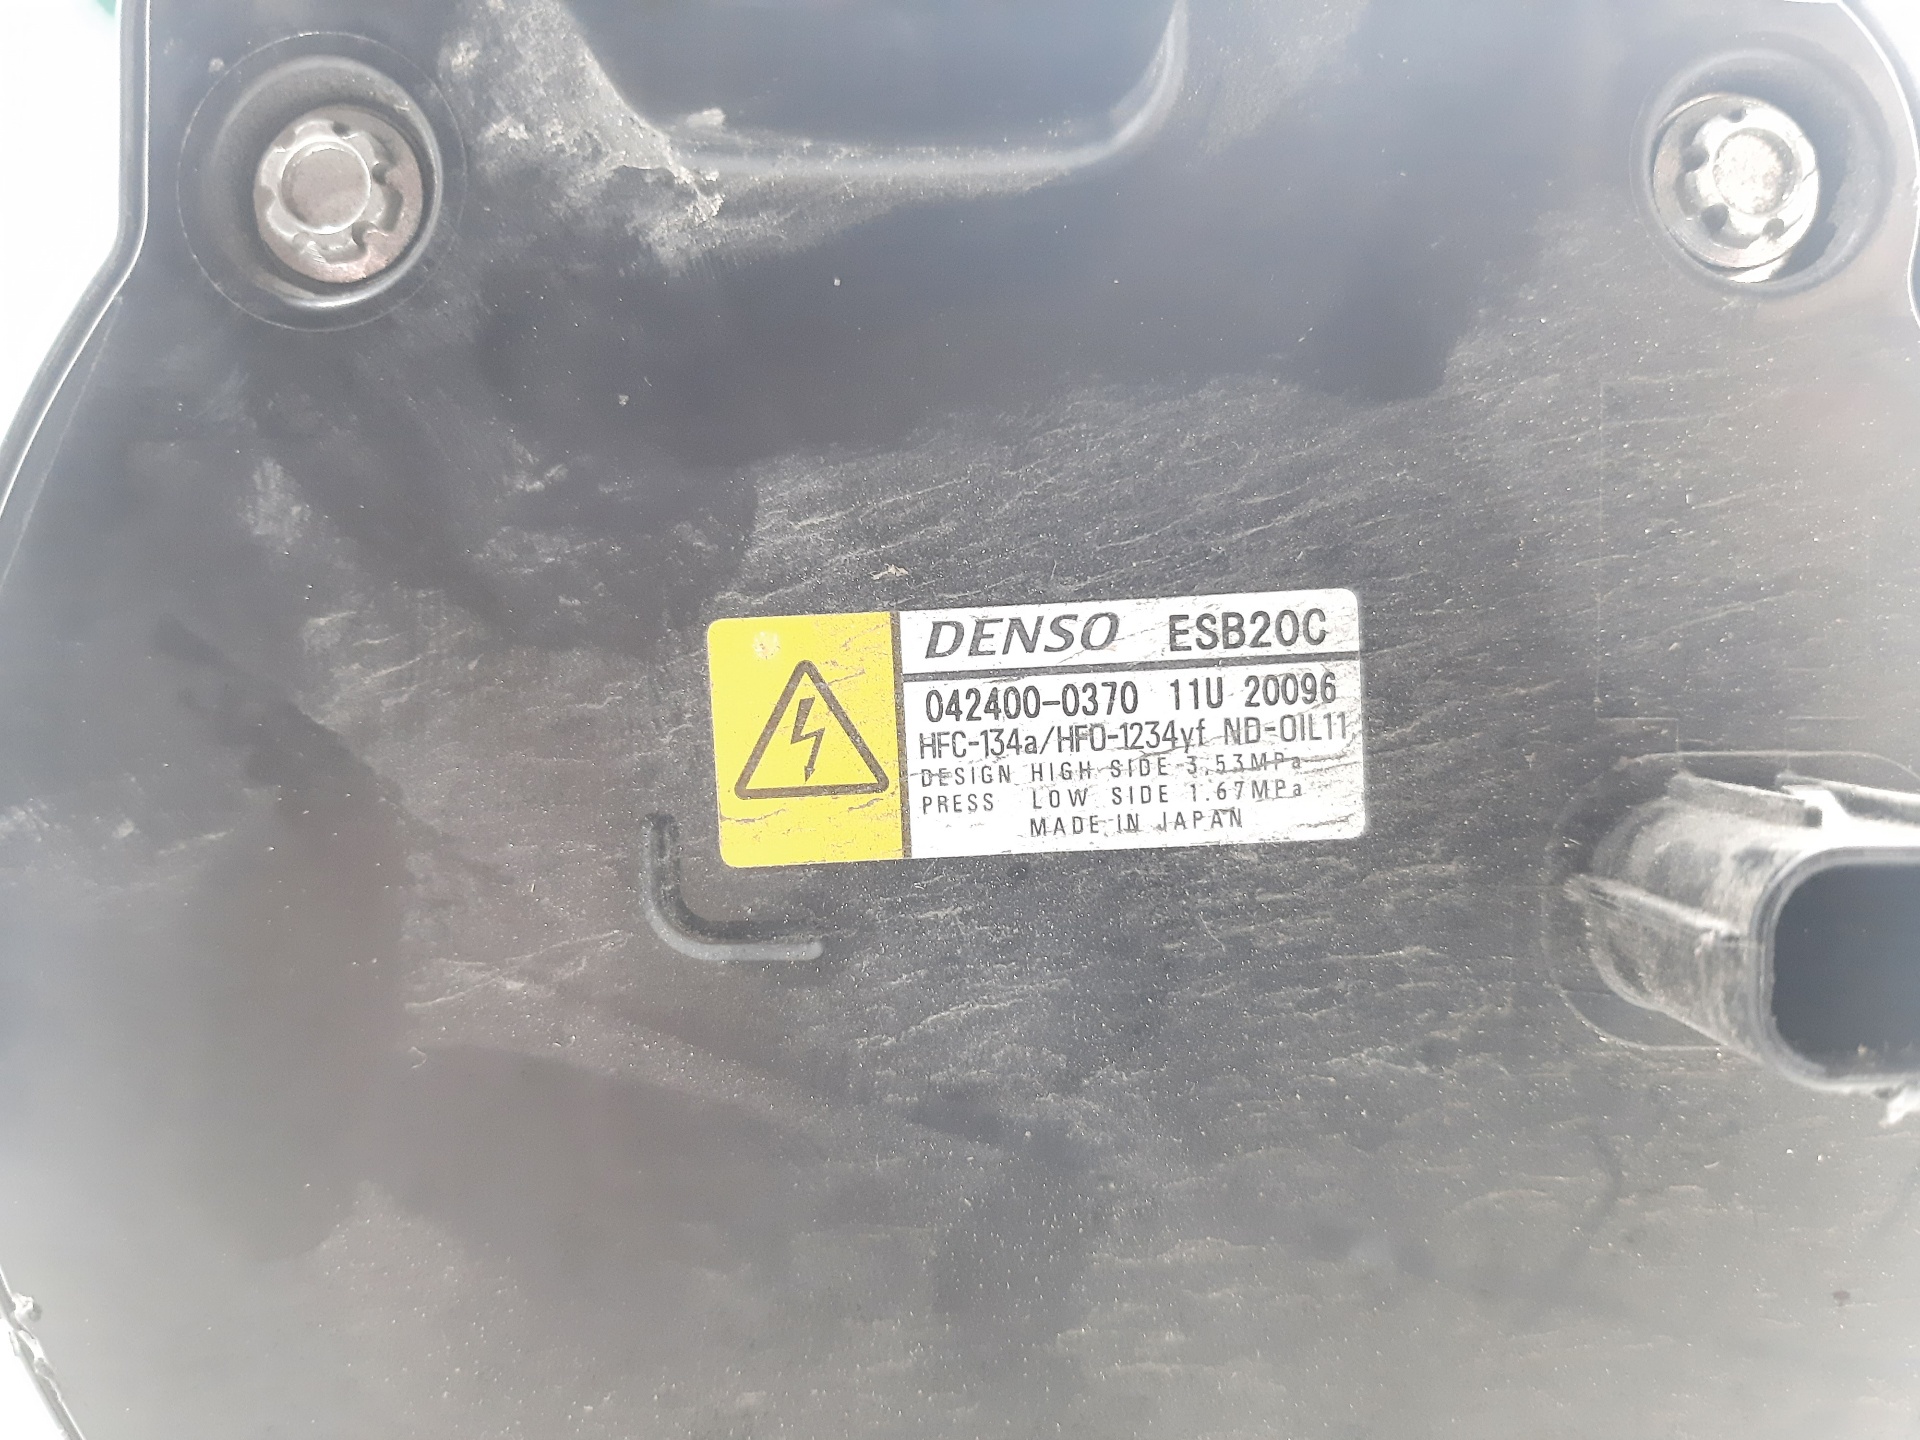 DENSO ESB20C
042400-0370 11U 20096
HFC-134a/HFO-1234yf ND-OIL11
DESIGN HIGH SIDE 3.53MPa
PRESS LOW SIDE 1.67MPa
MADE IN JAPAN